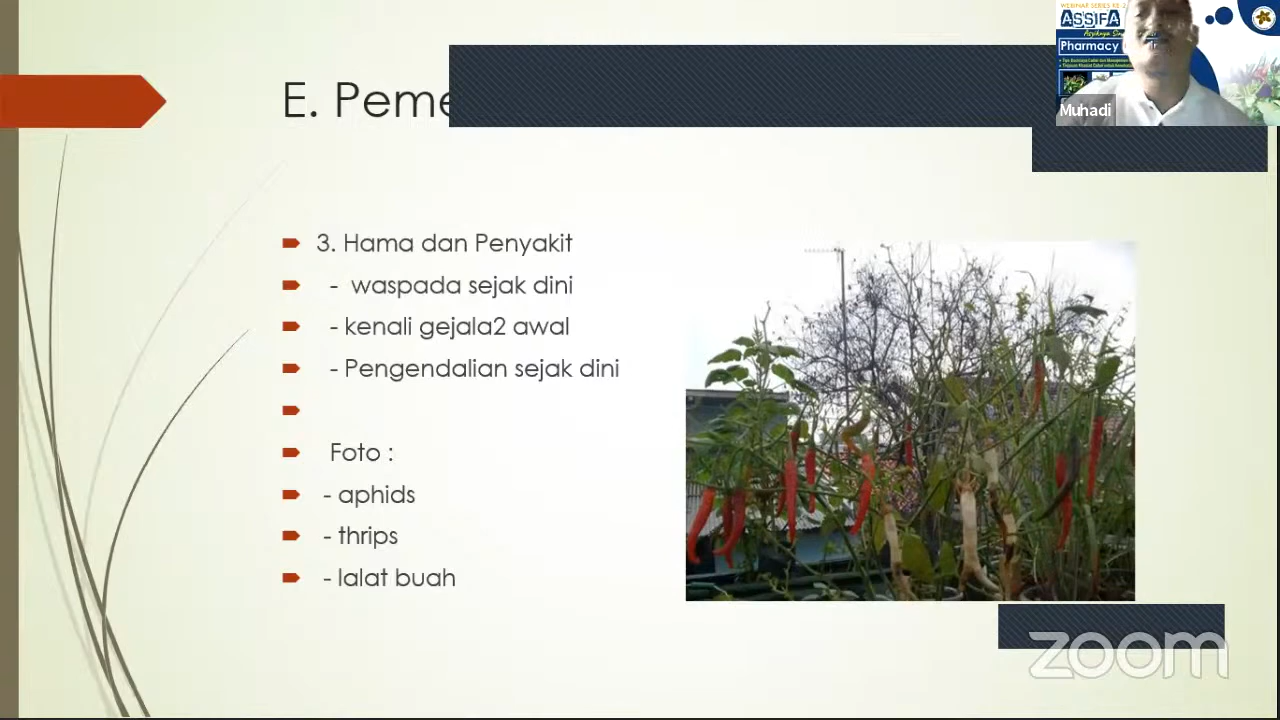 E. Peme
3. Hama dan Penyakit
- waspada sejak dini
- kenali gejala2 awal
- Pengendalian sejak dini
Foto :
- aphids
- thrips
- lalat buah
ASSIFA
Pharmacy
Muhadi
zoom